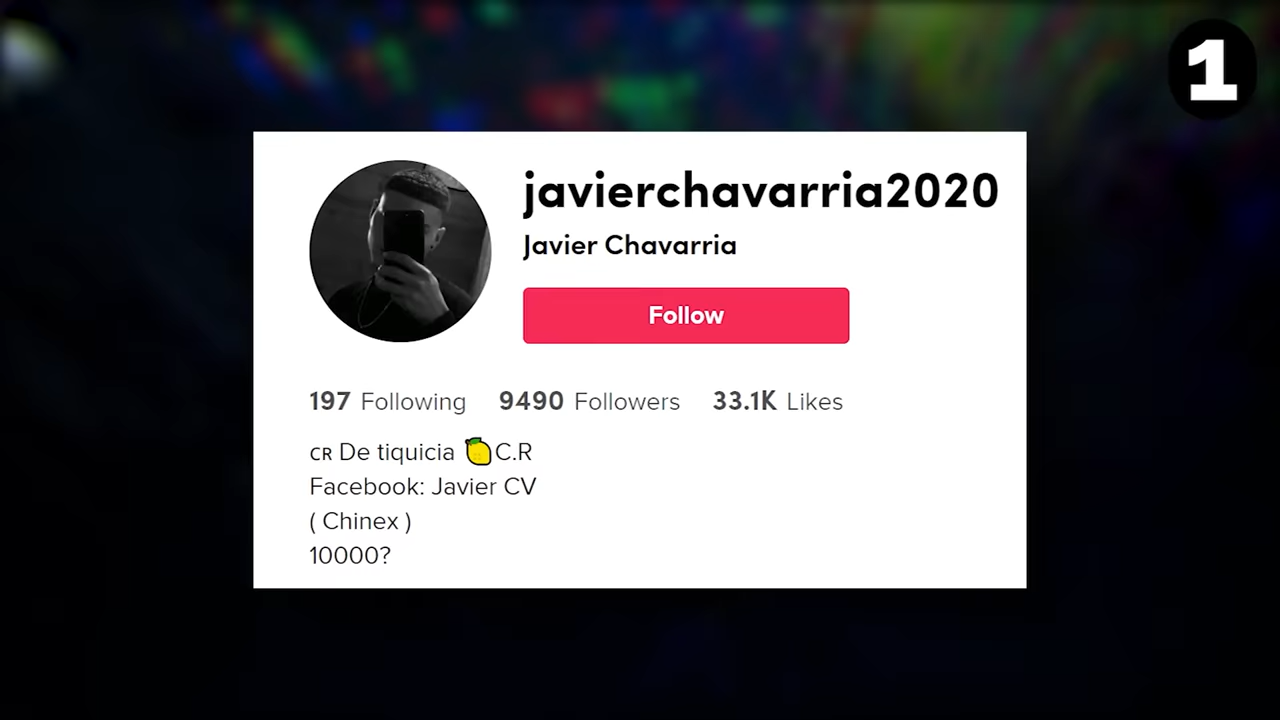 1
javierchavarria2020
Javier Chavarria
Follow
197 Following 9490 Followers 33.1K Likes
CR De tiquicia 🍋C.R
Facebook: Javier CV
( Chinex )
10000?